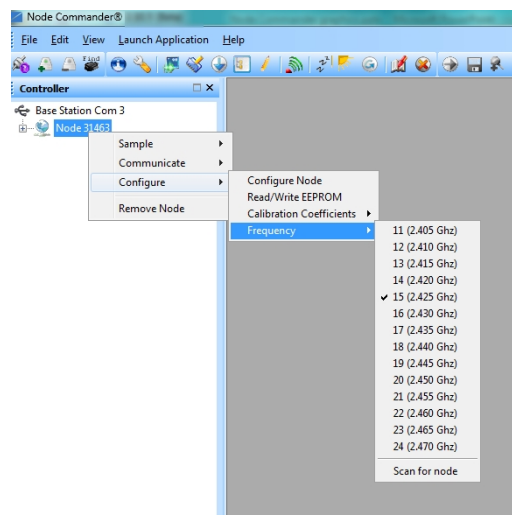 Node Commander®
File Edit View Launch Application Help
Find
Controller
Base Station Com 3
Node 31463
Sample
Communicate
Configure
Remove Node
Configure Node
Read/Write EEPROM
Calibration Coefficients
Frequency
11 (2.405 Ghz)
12 (2.410 Ghz)
13 (2.415 Ghz)
14 (2.420 Ghz)
15 (2.425 Ghz)
16 (2.430 Ghz)
17 (2.435 Ghz)
18 (2.440 Ghz)
19 (2.445 Ghz)
20 (2.450 Ghz)
21 (2.455 Ghz)
22 (2.460 Ghz)
23 (2.465 Ghz)
24 (2.470 Ghz)
Scan for node